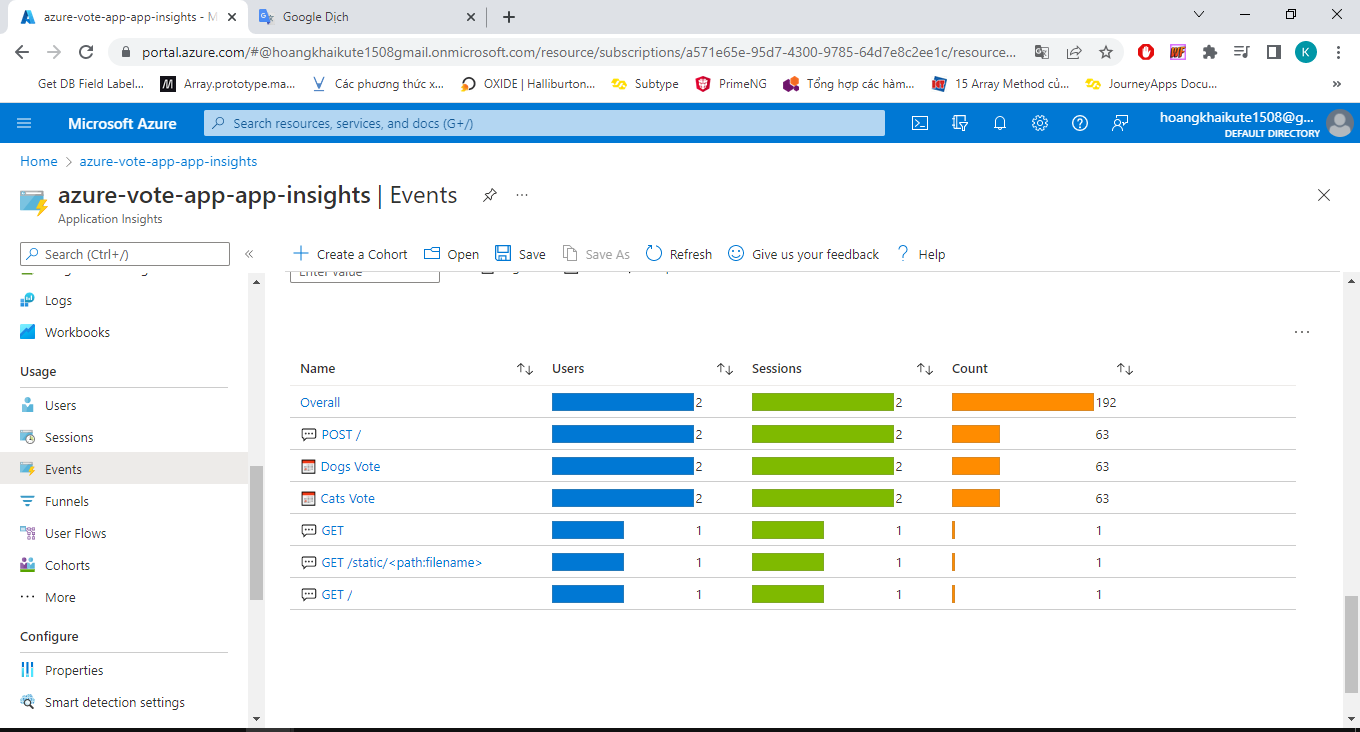 azure-vote-app-app-insights - M
Google Dịch
portal.azure.com/#@hoangkhaikute1508gmail.onmicrosoft.com/resource/subscriptions/a571e65e-95d7-4300-9785-64d7e8c2ee1c/resource...
K
Get DB Field Label...
Array.prototype.ma...
Các phương thức x...
OXIDE | Halliburton...
Subtype
PrimeNG
Tổng hợp các hàm...
15 Array Method củ...
JourneyApps Docu...
Microsoft Azure
Search resources, services, and docs (G+/)
hoangkhaikute1508@g...
DEFAULT DIRECTORY
Home > azure-vote-app-app-insights
azure-vote-app-app-insights | Events
Application Insights
Search (Ctrl+/)
Create a Cohort Open Save Save As Refresh Give us your feedback Help
Enter value
Logs
Workbooks
Usage
Users
Sessions
Events
Funnels
User Flows
Cohorts
More
Configure
Properties
Smart detection settings
Name Users Sessions Count
Overall 2 2 192
POST / 2 2 63
Dogs Vote 2 2 63
Cats Vote 2 2 63
GET 1 1 1
GET /static/<path:filename> 1 1 1
GET / 1 1 1